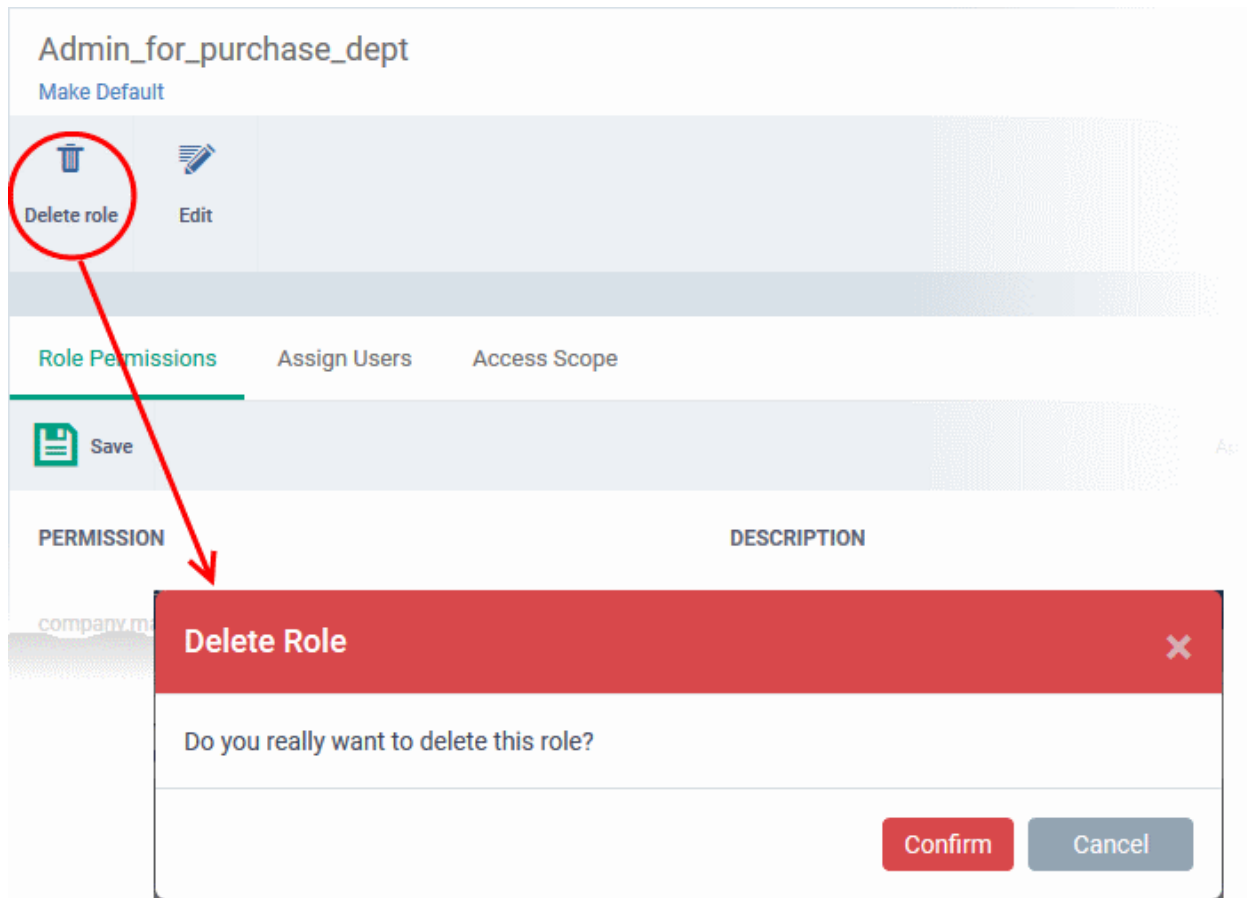 Admin_for_purchase_dept
Make Default
Delete role Edit
Role Permissions Assign Users Access Scope
Save
PERMISSION DESCRIPTION
Delete Role
Do you really want to delete this role?
Confirm Cancel